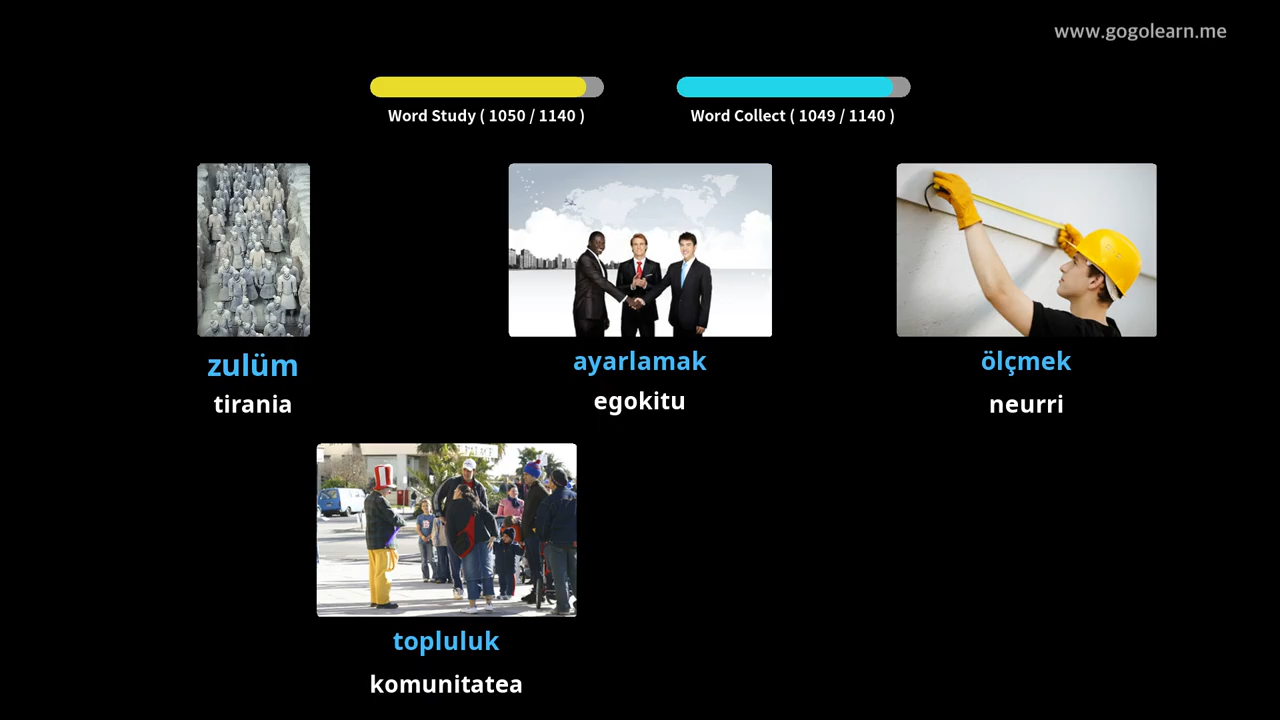 www.gogolearn.me
Word Study ( 1050 / 1140 )
Word Collect ( 1049 / 1140 )
zulüm
tirania
ayarlamak
egokitu
ölçmek
neurri
topluluk
komunitatea